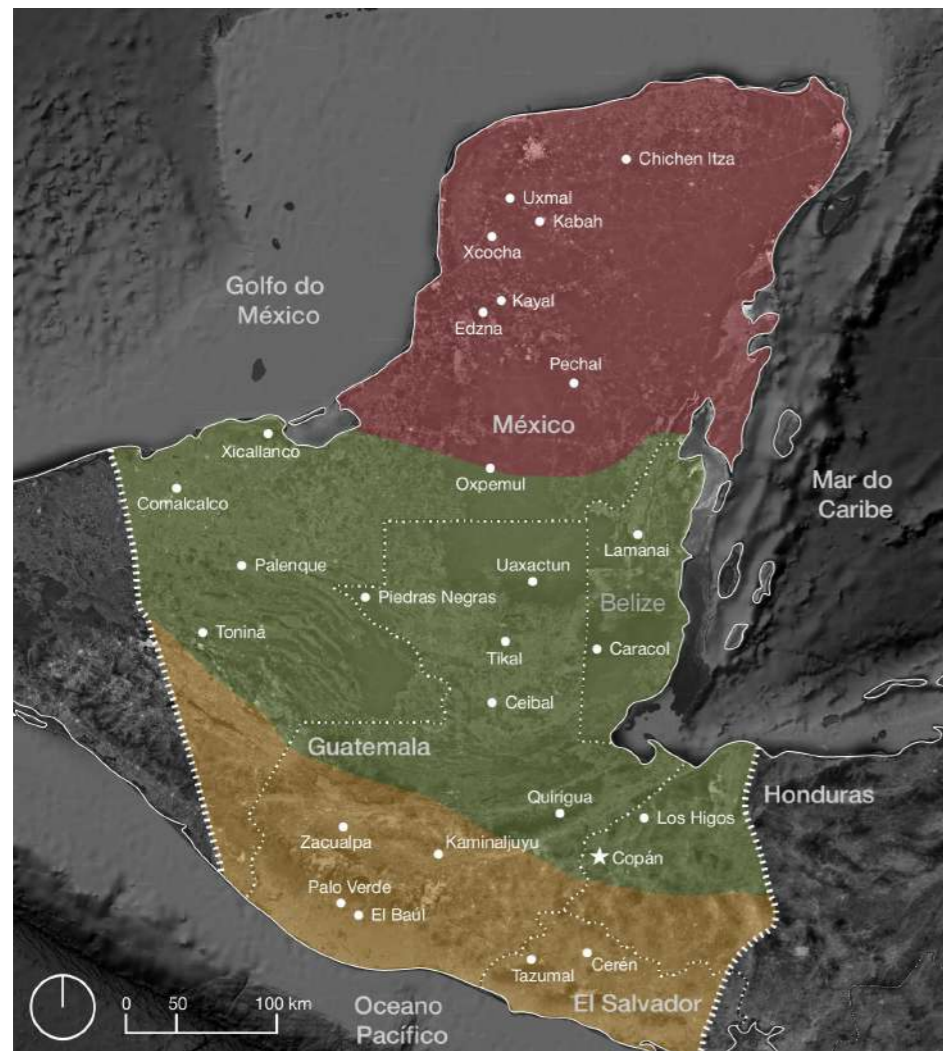 Chichen Itza
Uxmal
Kabah
Xcocha
Golfo do
México
Kayal
Edzna
Pechal
México
Xicallanco
Oxpemul
Mar do
Caribe
Comalcalco
Lamanai
Palenque
Uaxactun
Piedras Negras
Belize
Toniná
Tikal
Caracol
Ceibal
Guatemala
Honduras
Quirigua
Los Higos
Zacualpa
Kaminaljuyu
Copán
Palo Verde
El Baúl
Tazumal
Cerén
El Salvador
0 50 100 km
Oceano
Pacífico